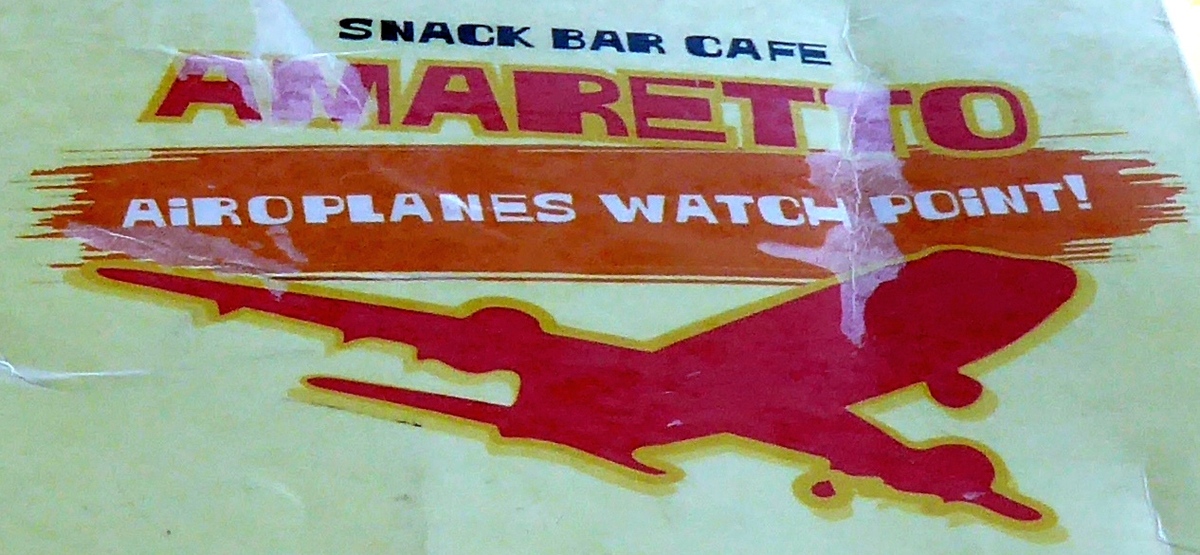 SNACK BAR CAFE
AMARETTO
AiROPLANES WATCH POiNT!